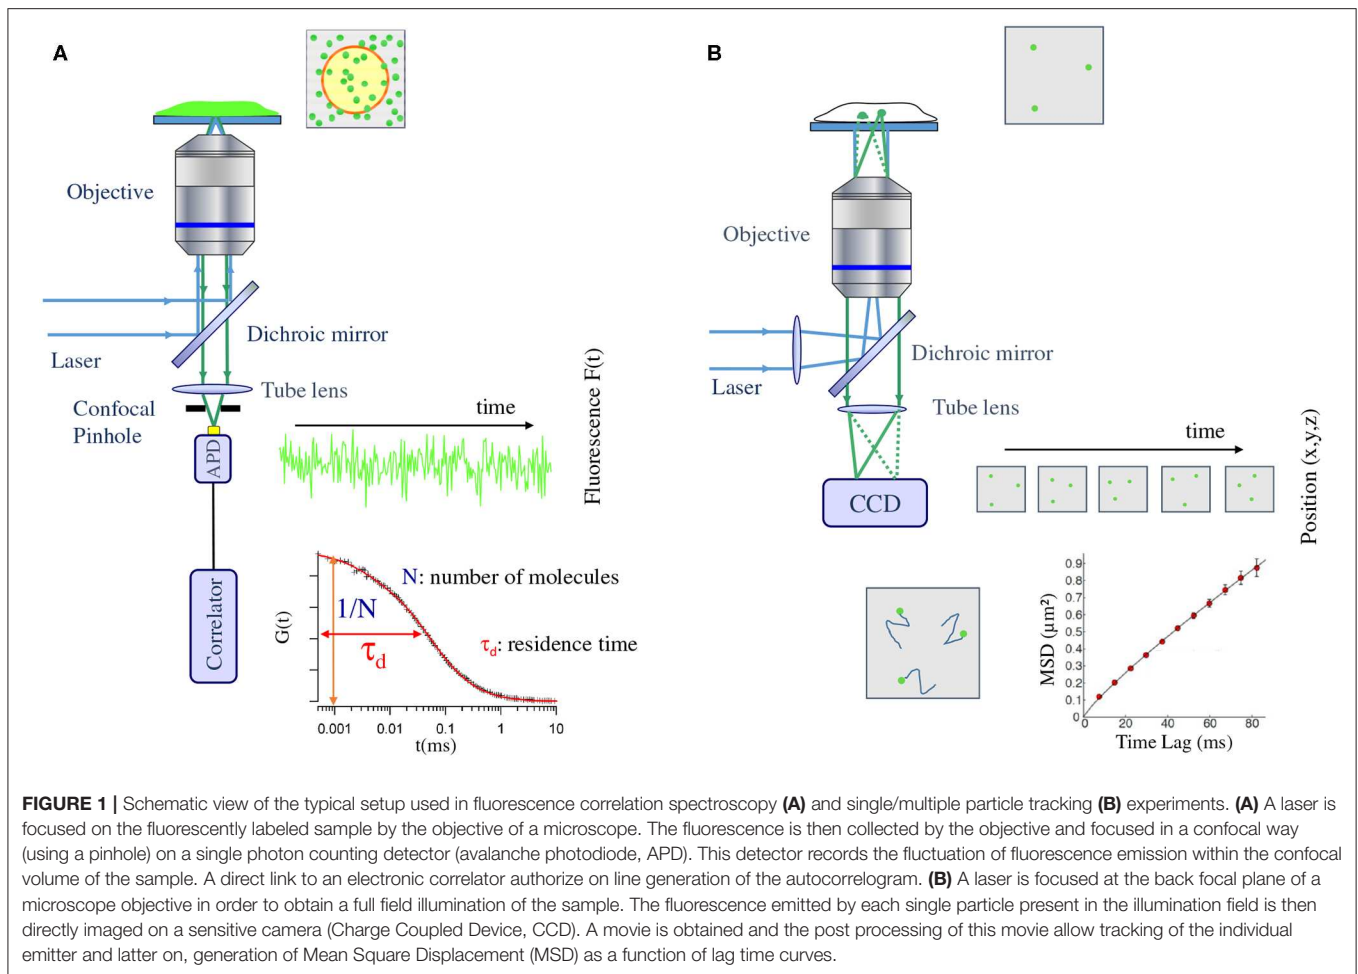 A
Objective
Dichroic mirror
Laser
Tube lens
Confocal
Pinhole
APD
Correlator
time
Fluorescence F(t)
N: number of molecules
1/N
τd
τd: residence time
G(t)
0.001
0.01
0.1
1
10
t(ms)
B
Objective
Dichroic mirror
Laser
Tube lens
CCD
time
Position (x,y,z)
MSD (µm²)
0.9
0.8
0.7
0.6
0.5
0.4
0.3
0.2
0.1
0
0
20
40
60
80
Time Lag (ms)
FIGURE 1 | Schematic view of the typical setup used in fluorescence correlation spectroscopy (A) and single/multiple particle tracking (B) experiments. (A) A laser is
focused on the fluorescently labeled sample by the objective of a microscope. The fluorescence is then collected by the objective and focused in a confocal way
(using a pinhole) on a single photon counting detector (avalanche photodiode, APD). This detector records the fluctuation of fluorescence emission within the confocal
volume of the sample. A direct link to an electronic correlator authorize on line generation of the autocorrelogram. (B) A laser is focused at the back focal plane of a
microscope objective in order to obtain a full field illumination of the sample. The fluorescence emitted by each single particle present in the illumination field is then
directly imaged on a sensitive camera (Charge Coupled Device, CCD). A movie is obtained and the post processing of this movie allow tracking of the individual
emitter and latter on, generation of Mean Square Displacement (MSD) as a function of lag time curves.